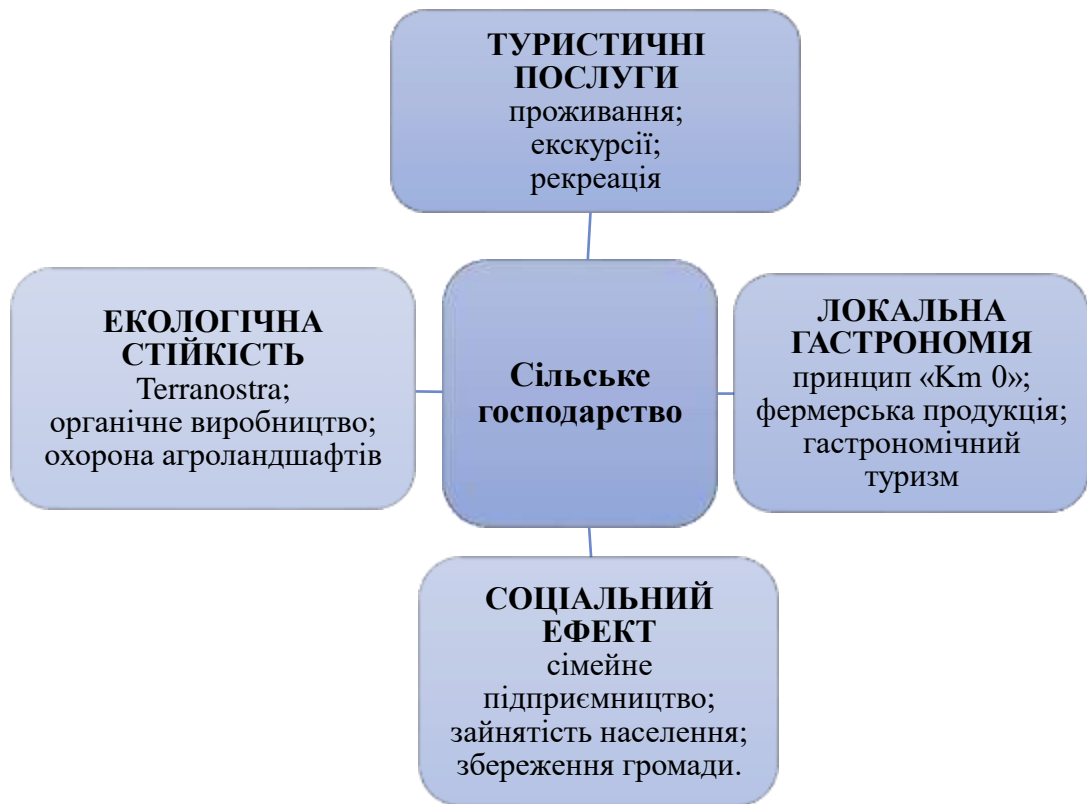 ТУРИСТИЧНІ
ПОСЛУГИ
проживання;
екскурсії;
рекреація
ЕКОЛОГІЧНА
СТІЙКІСТЬ
Terranostra;
органічне виробництво;
охорона агроландшафтів
Сільське
господарство
ЛОКАЛЬНА
ГАСТРОНОМІЯ
принцип «Km 0»;
фермерська продукція;
гастрономічний
туризм
СОЦІАЛЬНИЙ
ЕФЕКТ
сімейне
підприємництво;
зайнятість населення;
збереження громади.